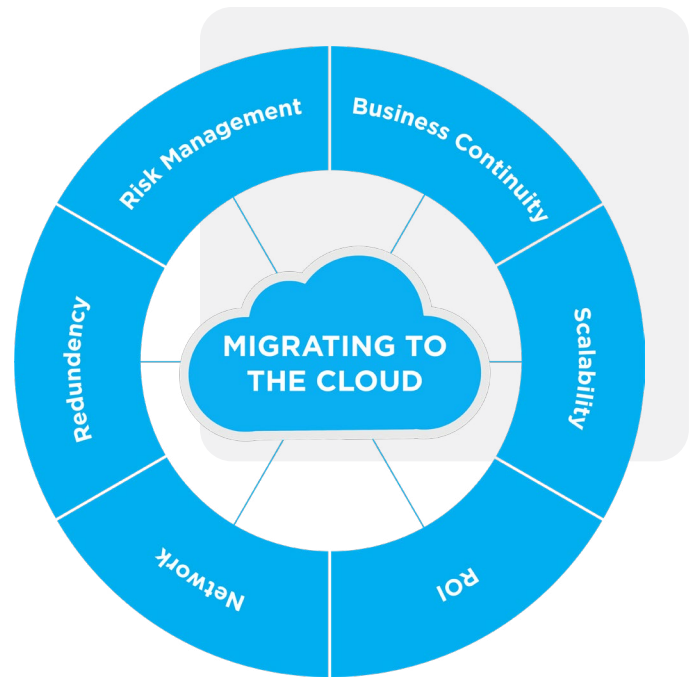 Risk Management
Business Continuity
Scalability
ROI
Network
Redundency
MIGRATING TO
THE CLOUD